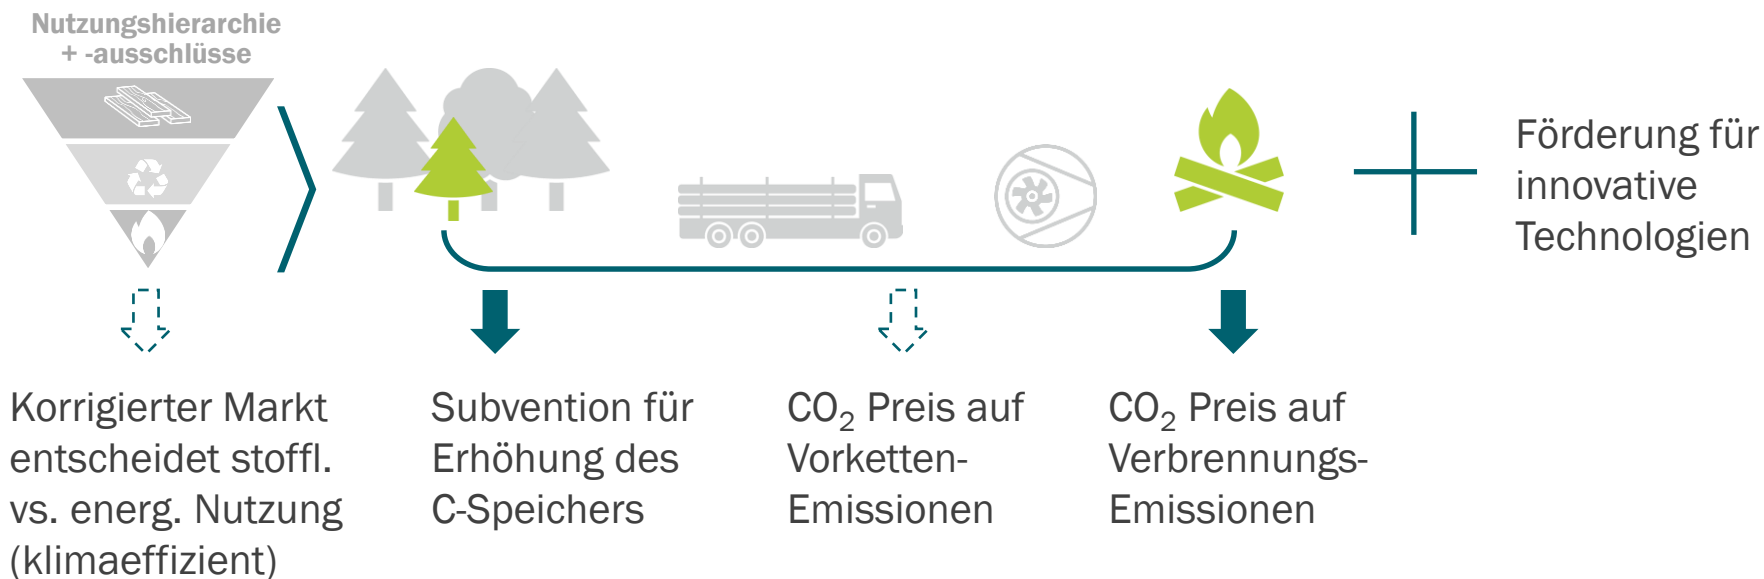 Nutzungshierarchie
+ -ausschlüsse
Förderung für
innovative
Technologien
Korrigierter Markt
entscheidet stoffl.
vs. energ. Nutzung
(klimaeffizient)
Subvention für
Erhöhung des
C-Speichers
CO₂ Preis auf
Vorketten-
Emissionen
CO₂ Preis auf
Verbrennungs-
Emissionen